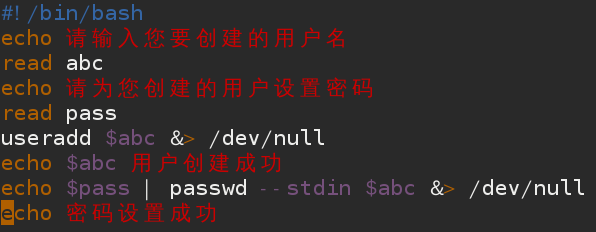 #!/bin/bash
echo 请输入您要创建的用户名
read abc
echo 请为您创建的用户设置密码
read pass
useradd $abc &> /dev/null
echo $abc 用户创建成功
echo $pass | passwd --stdin $abc &> /dev/null
echo 密码设置成功